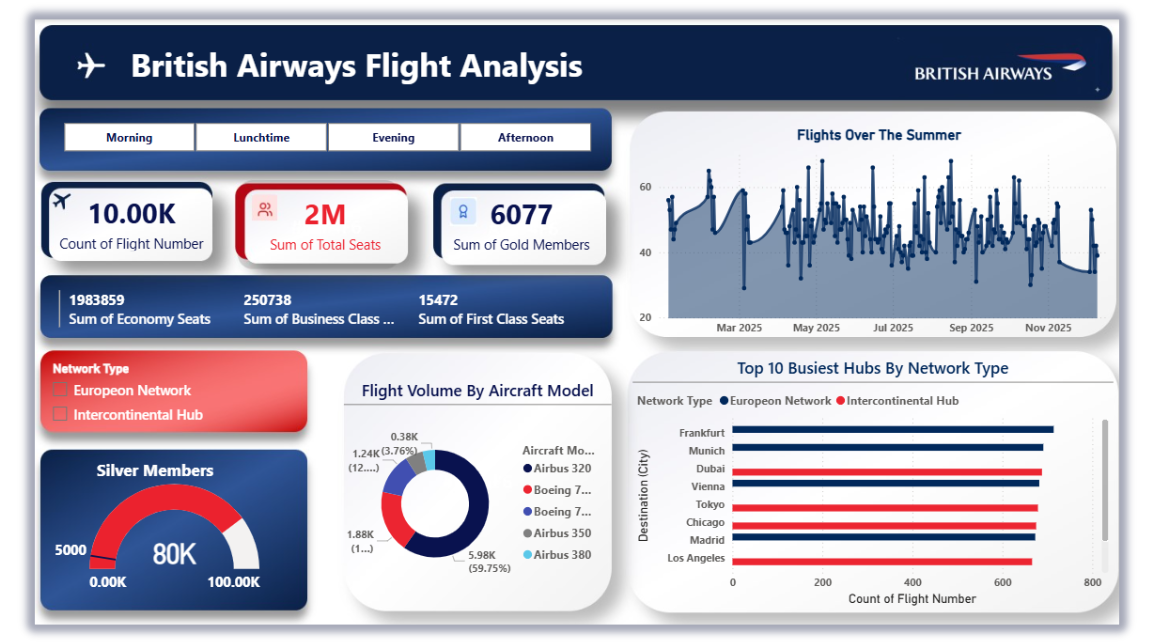 British Airways Flight Analysis
BRITISH AIRWAYS
Morning
Lunchtime
Evening
Afternoon
10.00K
Count of Flight Number
2M
Sum of Total Seats
6077
Sum of Gold Members
1983859
Sum of Economy Seats
250738
Sum of Business Class ...
15472
Sum of First Class Seats
Flights Over The Summer
60
40
20
Mar 2025
May 2025
Jul 2025
Sep 2025
Nov 2025
Network Type
Europeon Network
Intercontinental Hub
Silver Members
5000
80K
0.00K
100.00K
Flight Volume By Aircraft Model
0.38K
(3.76%)
1.24K
(12....)
1.88K
(1...)
5.98K
(59.75%)
Aircraft Mo...
Airbus 320
Boeing 7...
Boeing 7...
Airbus 350
Airbus 380
Top 10 Busiest Hubs By Network Type
Network Type Europeon Network Intercontinental Hub
Destination (City)
Frankfurt
Munich
Dubai
Vienna
Tokyo
Chicago
Madrid
Los Angeles
0
200
400
600
800
Count of Flight Number